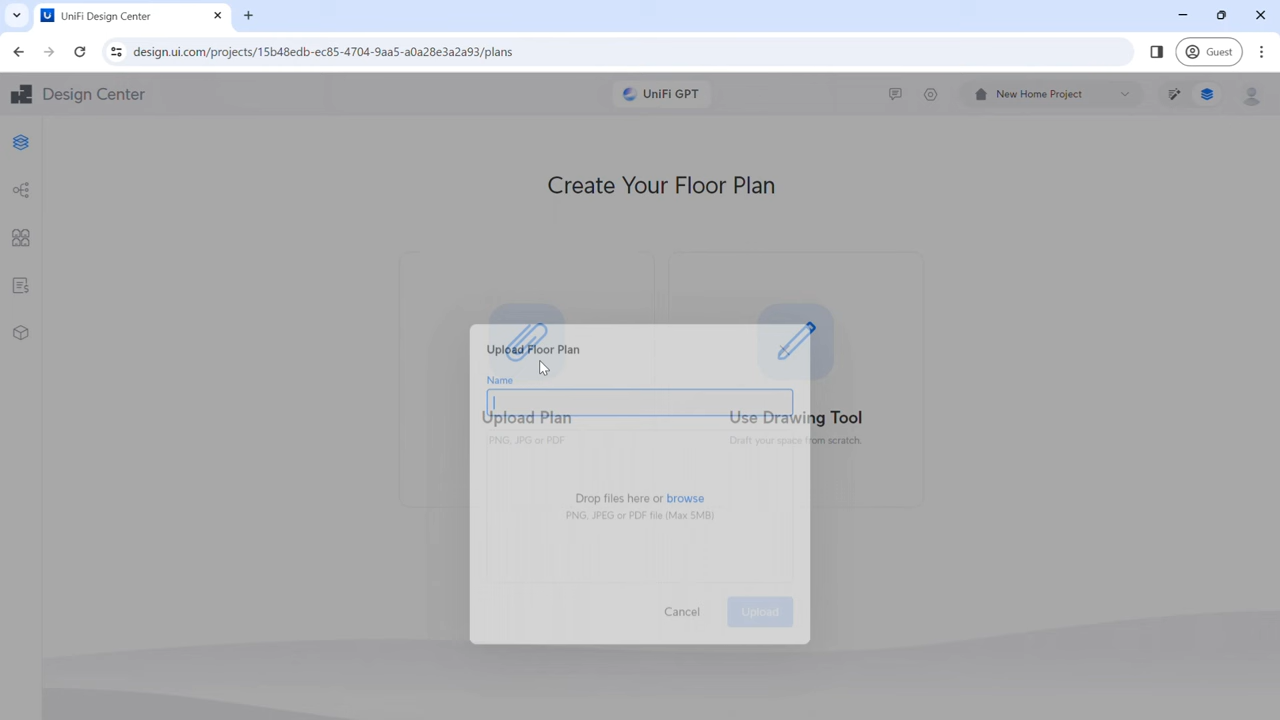 UniFi Design Center
design.ui.com/projects/15b48edb-ec85-4704-9aa5-a0a28e3a2a93/plans
Guest
Design Center
UniFi GPT
New Home Project
Create Your Floor Plan
Upload Floor Plan
Name
Upload Plan
Use Drawing Tool
PNG, JPG or PDF
Draft your space from scratch.
Drop files here or browse
PNG, JPEG or PDF file (Max 5MB)
Cancel
Upload